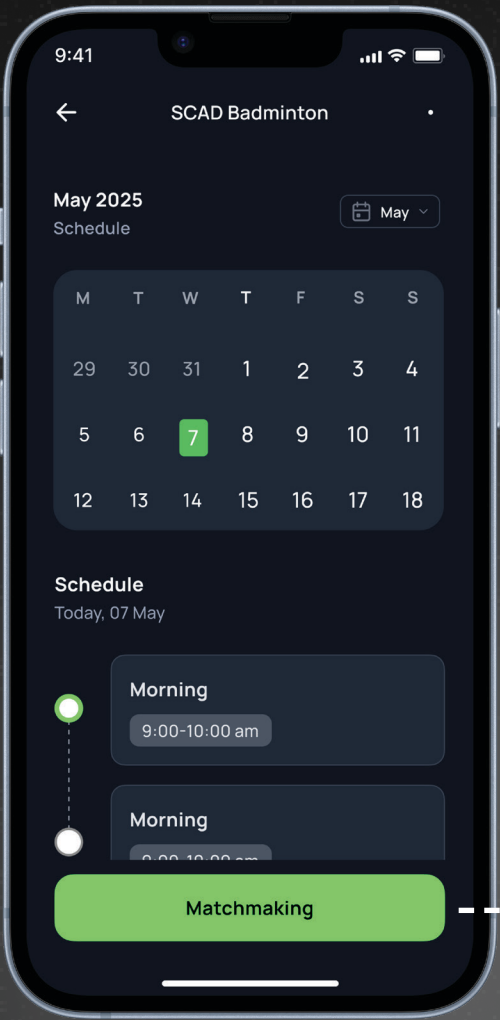 9:41
SCAD Badminton
May 2025
Schedule
May
M T W T F S S
29 30 31 1 2 3 4
5 6 7 8 9 10 11
12 13 14 15 16 17 18
Schedule
Today, 07 May
Morning
9:00-10:00 am
Morning
Matchmaking